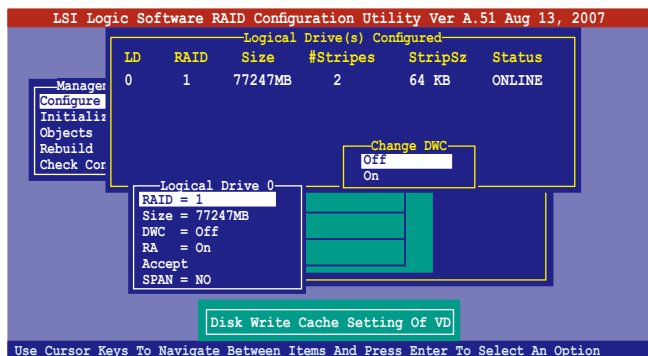 LSI Logic Software RAID Configuration Utility Ver A.51 Aug 13, 2007
Logical Drive(s) Configured
LD RAID Size #Stripes StripSz Status
0 1 77247MB 2 64 KB ONLINE
Managem
Configure
Initializ
Objects
Rebuild
Check Con
Change DWC
Off
On
Logical Drive 0
RAID = 1
Size = 77247MB
DWC = Off
RA = On
Accept
SPAN = NO
Disk Write Cache Setting Of VD
Use Cursor Keys To Navigate Between Items And Press Enter To Select An Option